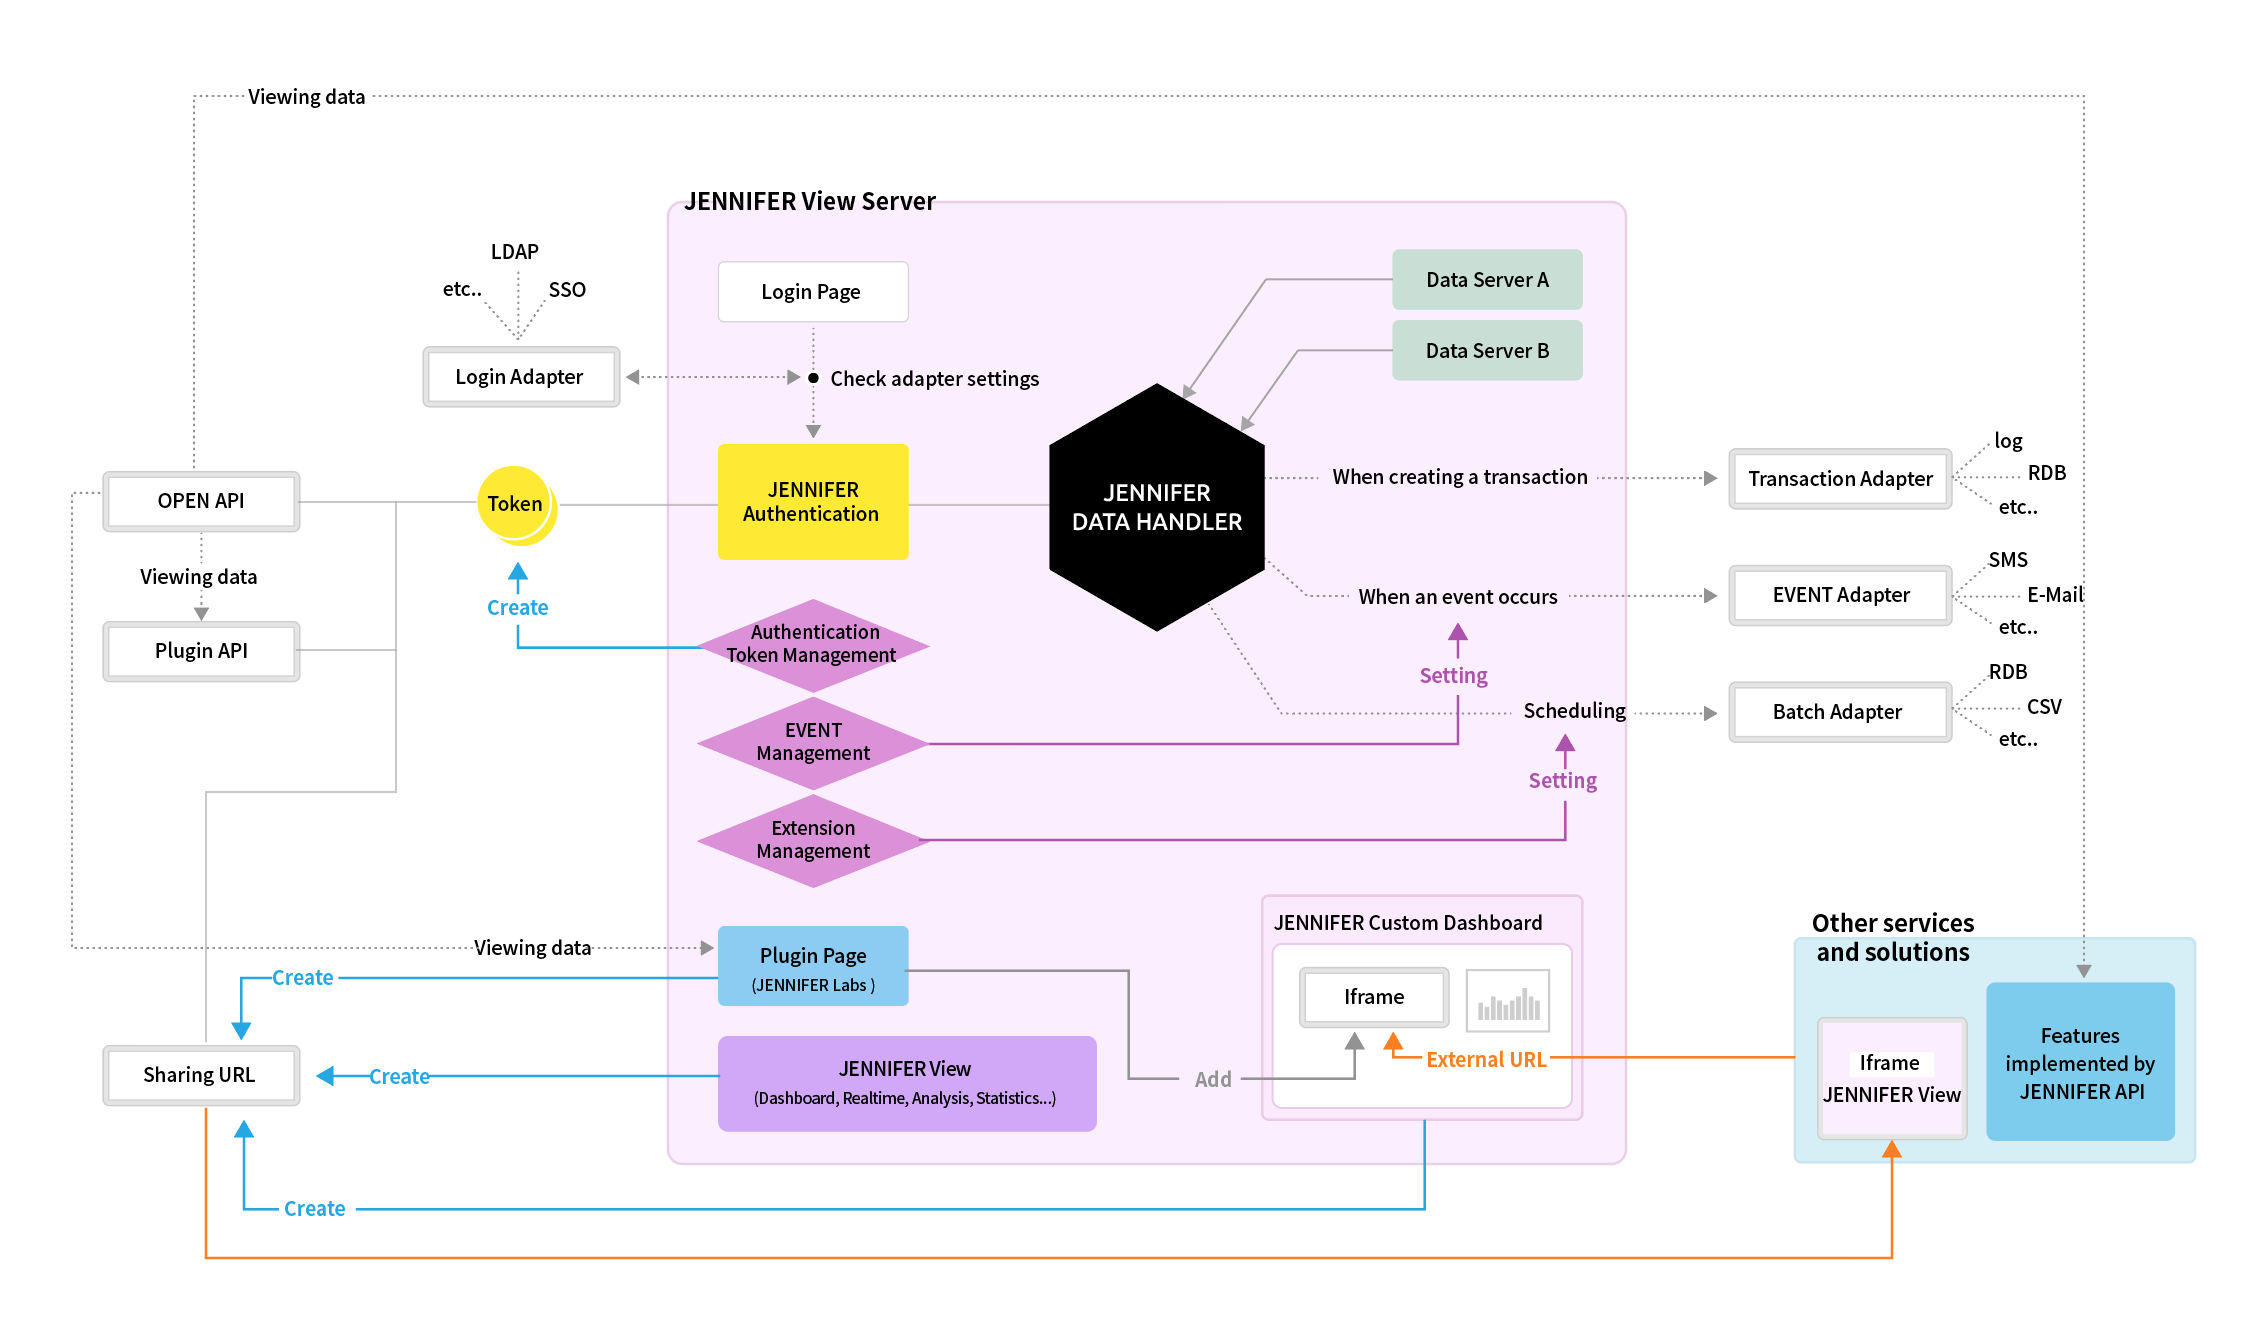 Viewing data
JENNIFER View Server
LDAP
etc..
SSO
Login Page
Data Server A
Data Server B
Login Adapter
Check adapter settings
OPEN API
Token
JENNIFER
Authentication
JENNIFER
DATA HANDLER
When creating a transaction
Transaction Adapter
log
RDB
etc..
Viewing data
Plugin API
Create
When an event occurs
EVENT Adapter
SMS
E-Mail
etc..
Authentication
Token Management
Setting
Scheduling
Batch Adapter
RDB
CSV
etc..
EVENT
Management
Setting
Extension
Management
Viewing data
Create
Plugin Page
(JENNIFER Labs )
JENNIFER Custom Dashboard
Iframe
External URL
Add
Other services
and solutions
Iframe
JENNIFER View
Features
implemented by
JENNIFER API
Sharing URL
Create
JENNIFER View
(Dashboard, Realtime, Analysis, Statistics...)
Create